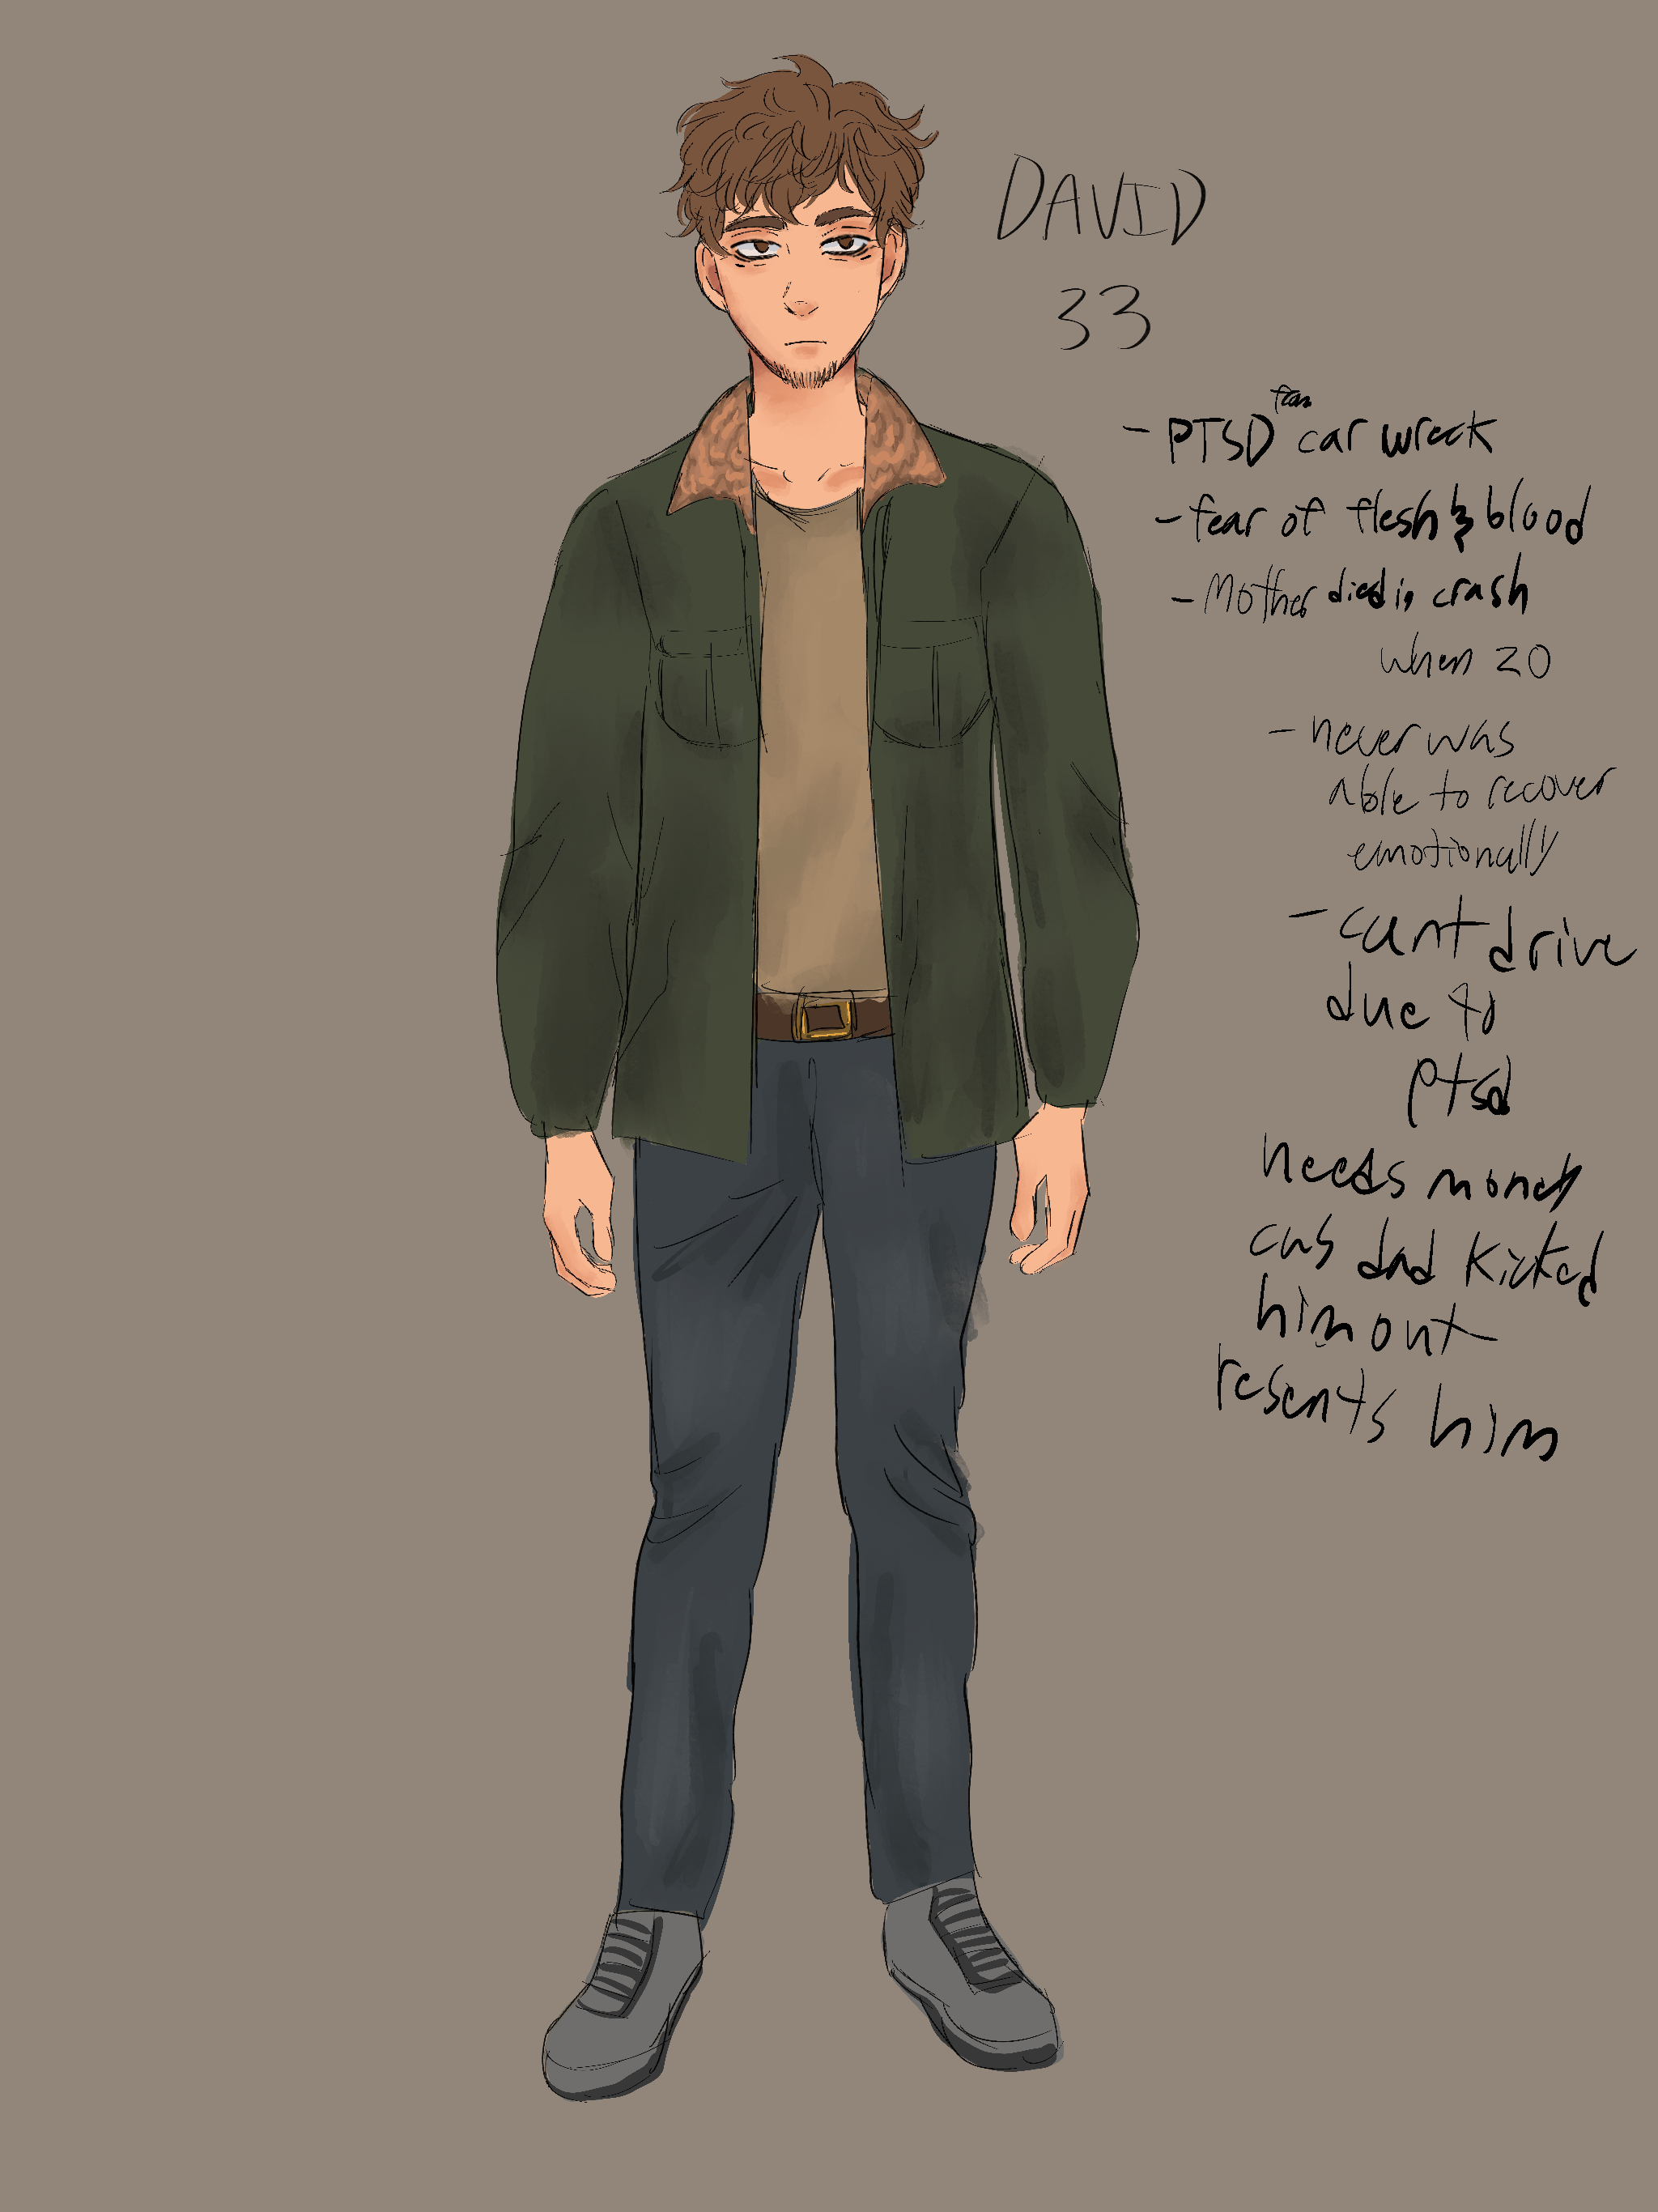 DAVID
33
- PTSD from car wreck
- fear of flesh & blood
- Mother died in crash
when 20
- never was
able to recover
emotionally
- cant drive
due to
ptsd
needs money
cus dad kicked
him out
resents him